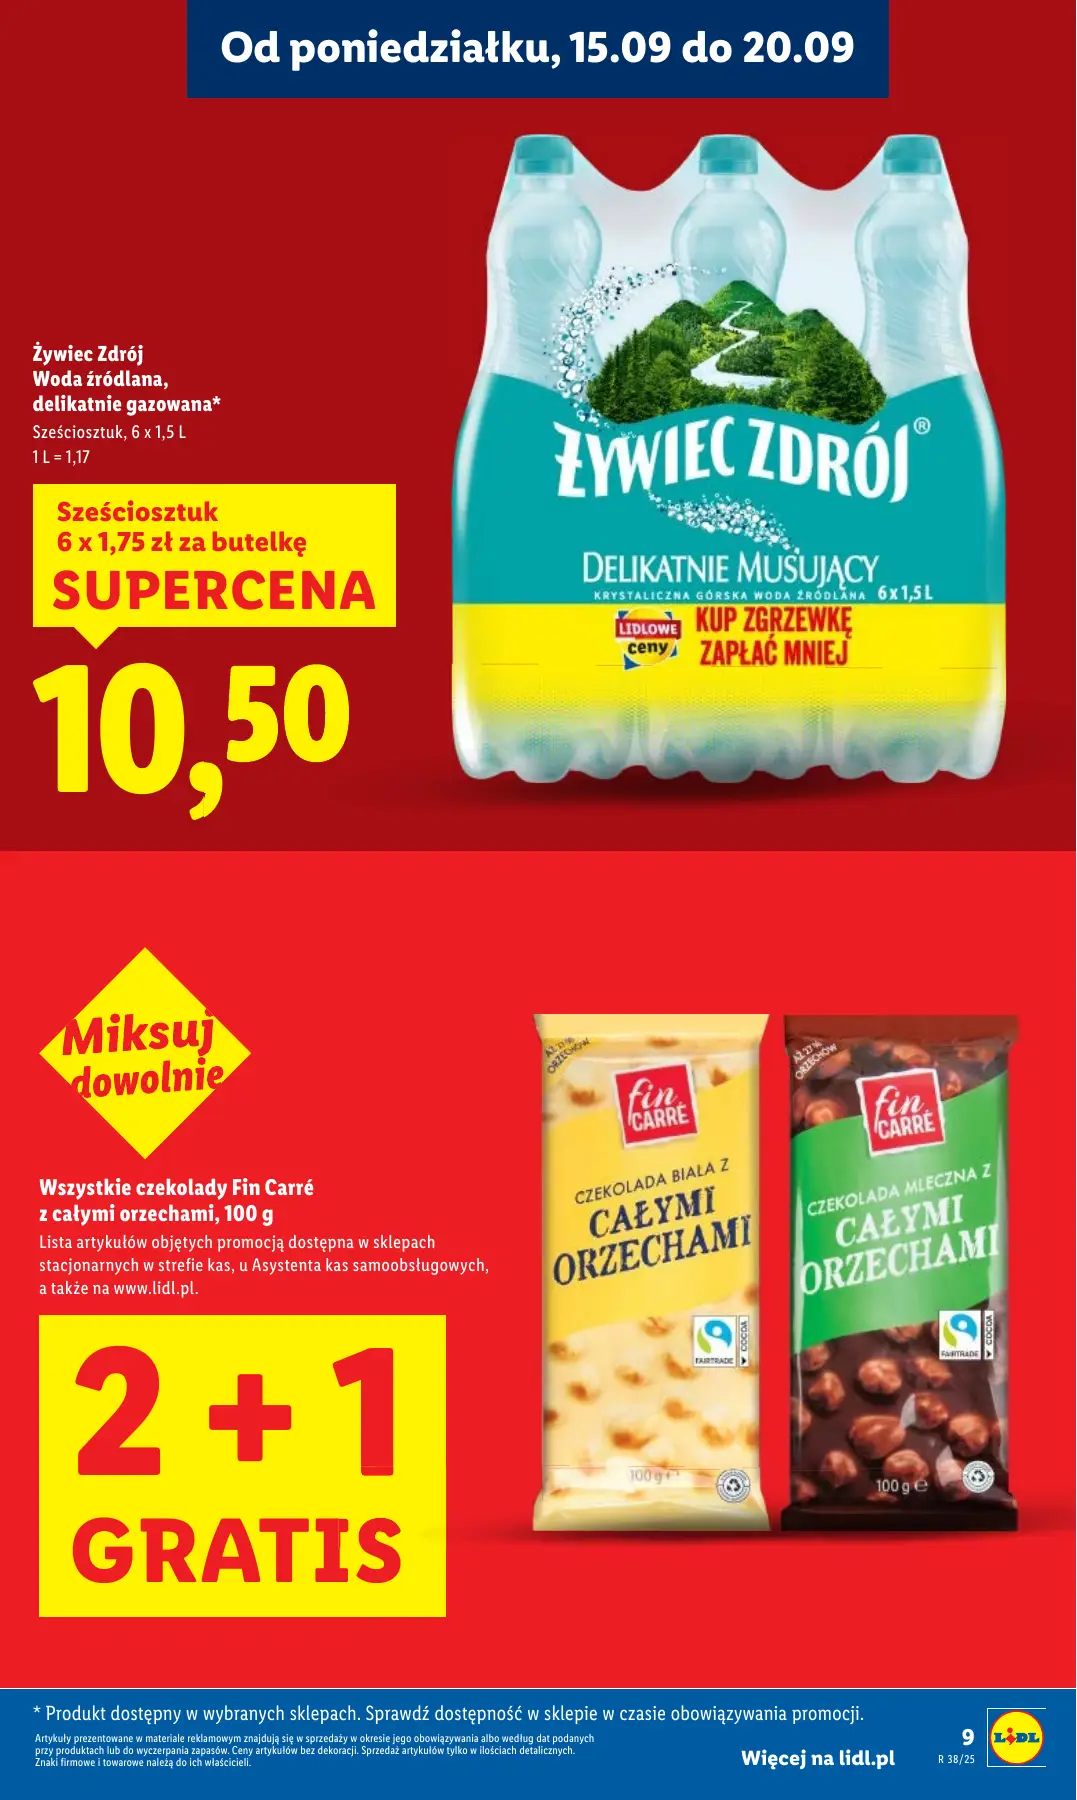 Od poniedziałku, 15.09 do 20.09
Żywiec Zdrój
Woda źródlana,
delikatnie gazowana*
Sześciosztuk, 6 x 1,5 L
1 L = 1,17
Sześciosztuk
6 x 1,75 zł za butelkę
SUPERCENA
10,50
ŻYWIEC ZDRÓJ®
DELIKATNIE MUSUJĄCY
KRYSTALICZNA GÓRSKA WODA ŹRÓDLANA 6 x 1,5 L
LIDLOWE
ceny
KUP ZGRZEWKĘ
ZAPŁAĆ MNIEJ
Miksuj
dowolnie
Wszystkie czekolady Fin Carré
z całymi orzechami, 100 g
Lista artykułów objętych promocją dostępna w sklepach
stacjonarnych w strefie kas, u Asystenta kas samoobsługowych,
a także na www.lidl.pl.
2 + 1
GRATIS
AŻ 27 %
ORZECHÓW
fin
CARRÉ
CZEKOLADA BIAŁA Z
CAŁYMI
ORZECHAMI
FAIRTRADE
COCOA
100 g e
AŻ 27 %
ORZECHÓW
fin
CARRÉ
CZEKOLADA MLECZNA Z
CAŁYMI
ORZECHAMI
FAIRTRADE
COCOA
100 g e
* Produkt dostępny w wybranych sklepach. Sprawdź dostępność w sklepie w czasie obowiązywania promocji.
Artykuły prezentowane w materiale reklamowym znajdują się w sprzedaży w okresie jego obowiązywania albo według dat podanych
przy produktach lub do wyczerpania zapasów. Ceny artykułów bez dekoracji. Sprzedaż artykułów tylko w ilościach detalicznych.
Znaki firmowe i towarowe należą do ich właścicieli.
Więcej na lidl.pl
9
R 38/25
LIDL